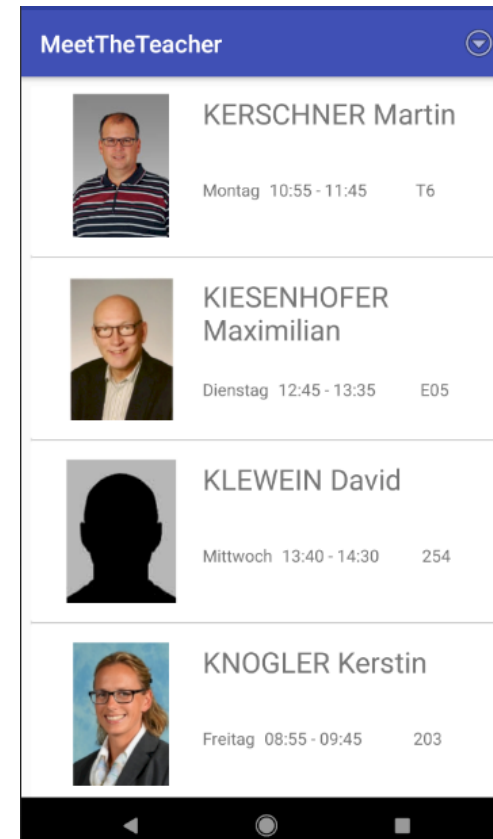 MeetTheTeacher
KERSCHNER Martin
Montag 10:55 - 11:45 T6
KIESENHOFER
Maximilian
Dienstag 12:45 - 13:35 E05
KLEWEIN David
Mittwoch 13:40 - 14:30 254
KNOGLER Kerstin
Freitag 08:55 - 09:45 203